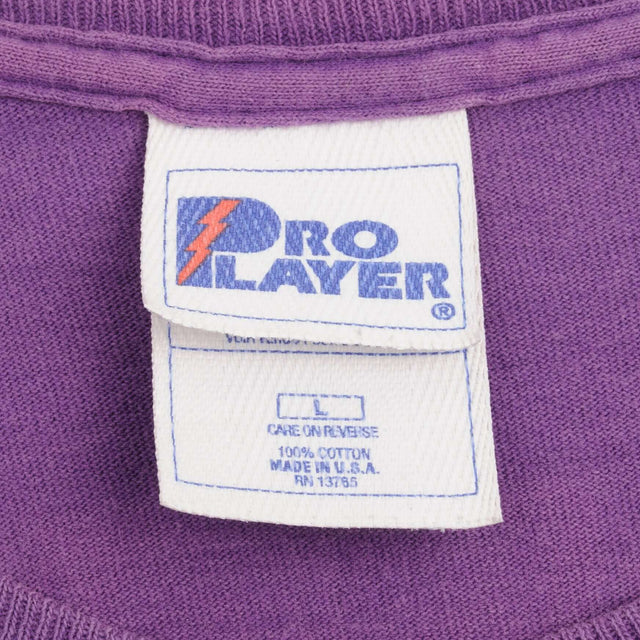 PRO
PLAYER
®
L
CARE ON REVERSE
100% COTTON
MADE IN U.S.A.
RN 13765